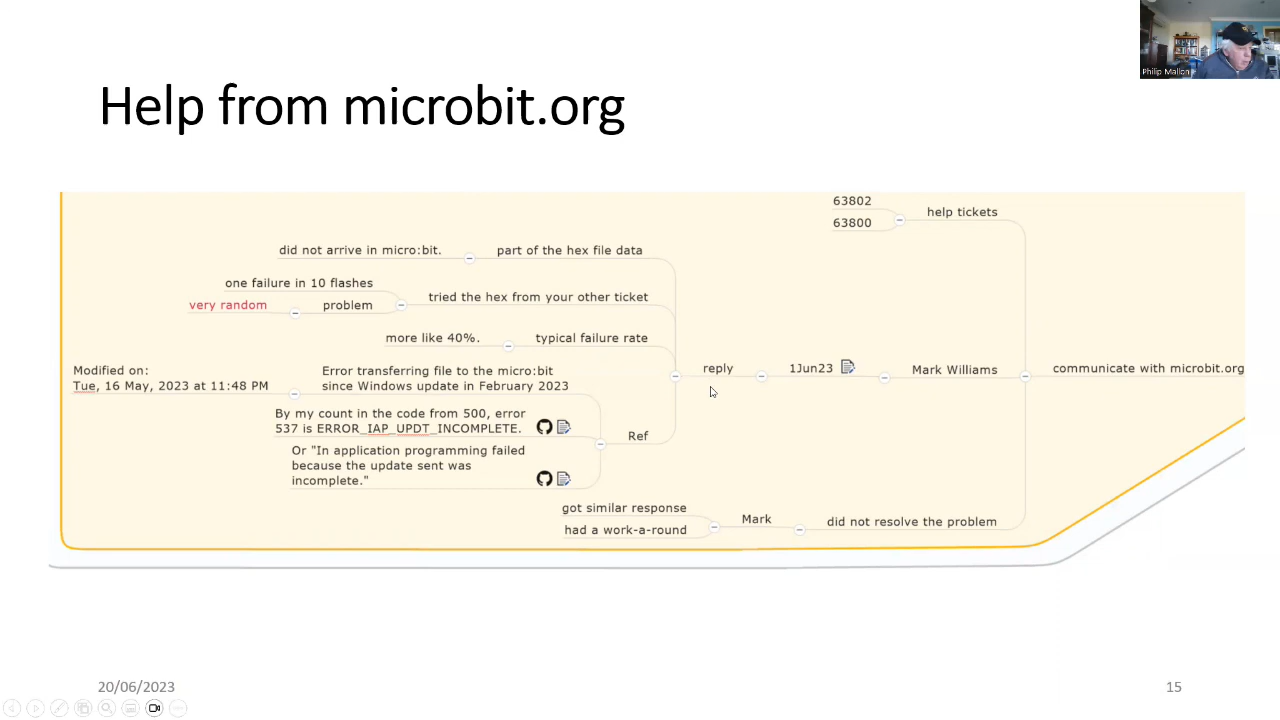 Philip Mallon
Help from microbit.org
63802
63800
help tickets
did not arrive in micro:bit.
part of the hex file data
one failure in 10 flashes
very random
problem
tried the hex from your other ticket
more like 40%.
typical failure rate
Modified on:
Tue, 16 May, 2023 at 11:48 PM
Error transferring file to the micro:bit
since Windows update in February 2023
reply
1Jun23
Mark Williams
communicate with microbit.org
By my count in the code from 500, error
537 is ERROR_IAP_UPDT_INCOMPLETE.
Or "In application programming failed
because the update sent was
incomplete."
Ref
got similar response
had a work-a-round
Mark
did not resolve the problem
20/06/2023
15